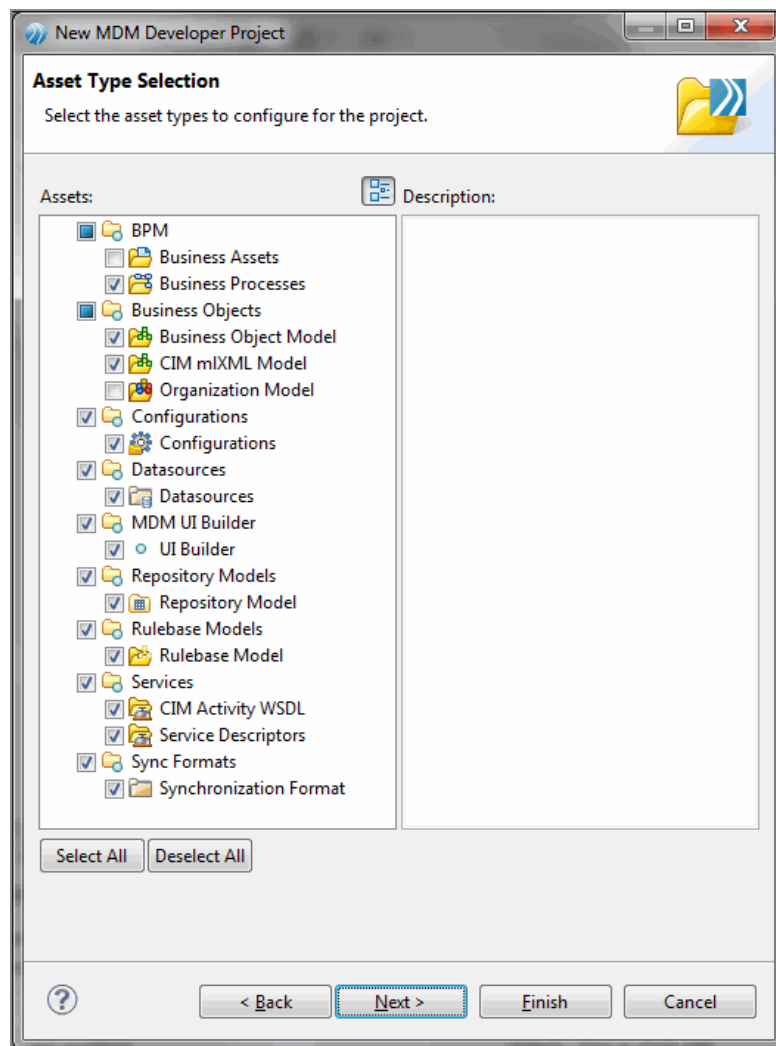 New MDM Developer Project
Asset Type Selection
Select the asset types to configure for the project.
Assets:
Description:
BPM
Business Assets
Business Processes
Business Objects
Business Object Model
CIM mlXML Model
Organization Model
Configurations
Configurations
Datasources
Datasources
MDM UI Builder
UI Builder
Repository Models
Repository Model
Rulebase Models
Rulebase Model
Services
CIM Activity WSDL
Service Descriptors
Sync Formats
Synchronization Format
Select All
Deselect All
?
< Back
Next >
Finish
Cancel